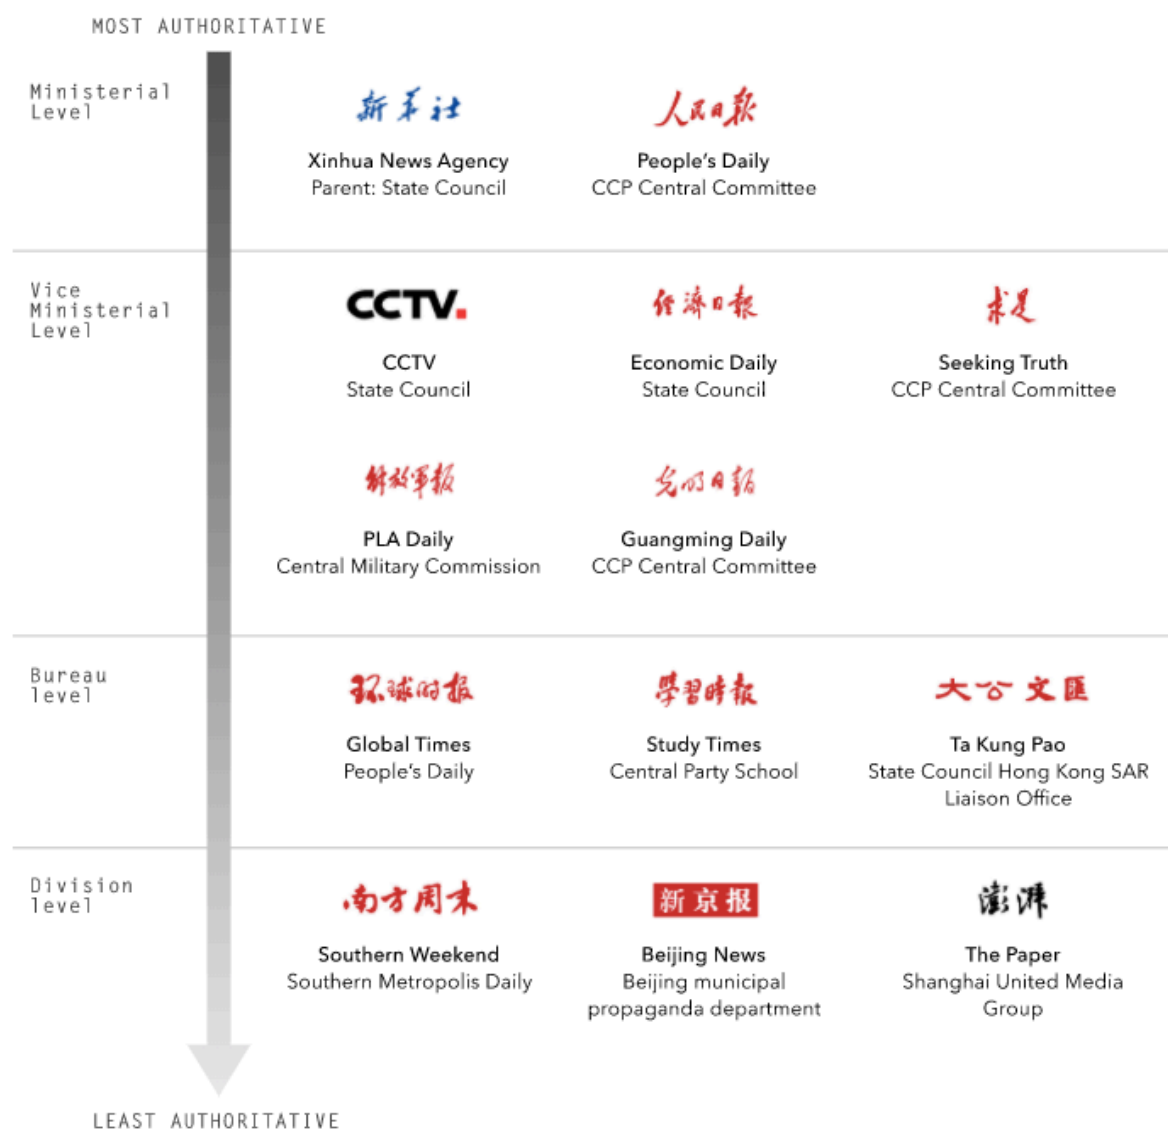 MOST AUTHORITATIVE
Ministerial
Level
新华社
人民日报
Xinhua News Agency
People's Daily
Parent: State Council
CCP Central Committee
Vice
Ministerial
Level
CCTV.
经济日报
求是
CCTV
Economic Daily
Seeking Truth
State Council
State Council
CCP Central Committee
解放军报
光明日报
PLA Daily
Guangming Daily
Central Military Commission
CCP Central Committee
Bureau
level
环球时报
學習時報
大公文匯
Global Times
Study Times
Ta Kung Pao
People's Daily
Central Party School
State Council Hong Kong SAR
Liaison Office
Division
level
南方周末
新京报
澎湃
Southern Weekend
Beijing News
The Paper
Southern Metropolis Daily
Beijing municipal
propaganda department
Shanghai United Media
Group
LEAST AUTHORITATIVE